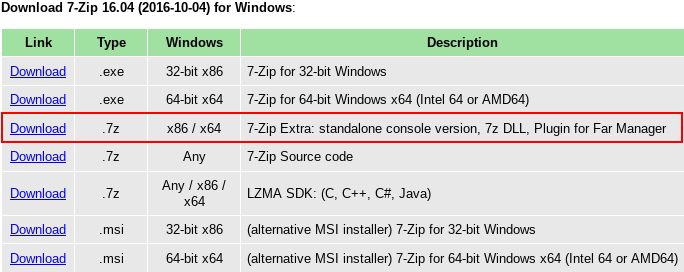 Download 7-Zip 16.04 (2016-10-04) for Windows:
Link Type Windows Description
Download .exe 32-bit x86 7-Zip for 32-bit Windows
Download .exe 64-bit x64 7-Zip for 64-bit Windows x64 (Intel 64 or AMD64)
Download .7z x86 / x64 7-Zip Extra: standalone console version, 7z DLL, Plugin for Far Manager
Download .7z Any 7-Zip Source code
Download .7z Any / x86 / x64 LZMA SDK: (C, C++, C#, Java)
Download .msi 32-bit x86 (alternative MSI installer) 7-Zip for 32-bit Windows
Download .msi 64-bit x64 (alternative MSI installer) 7-Zip for 64-bit Windows x64 (Intel 64 or AMD64)